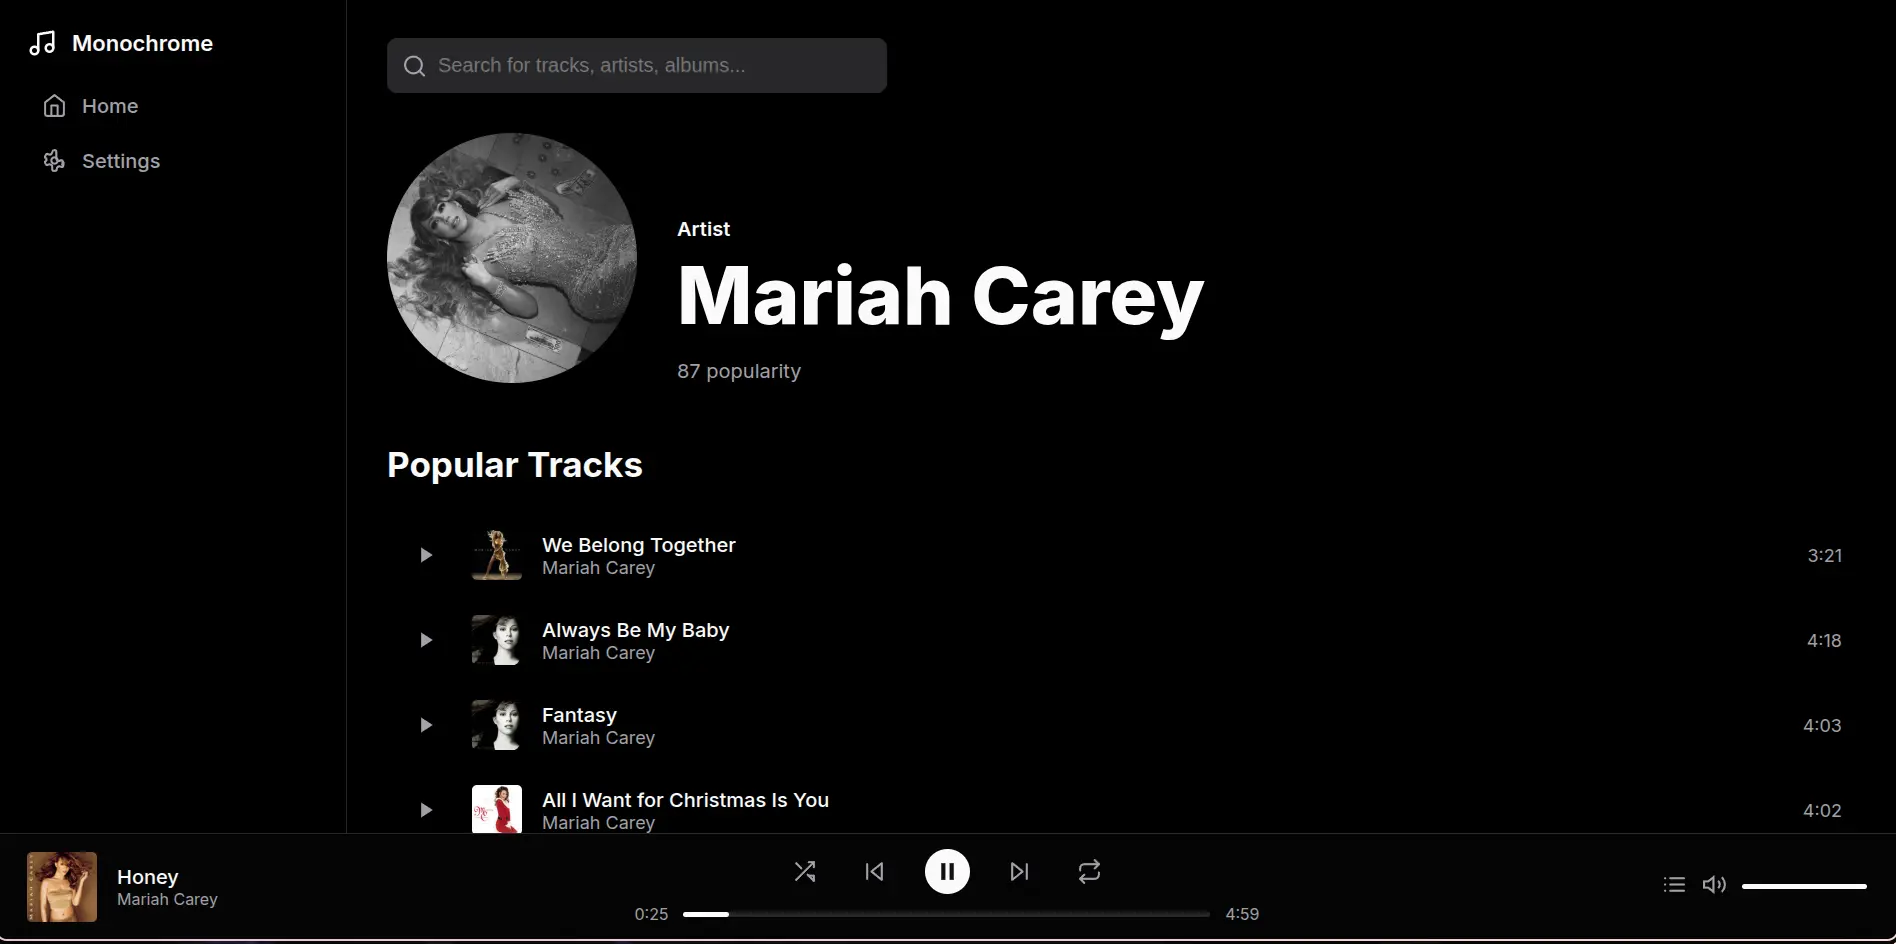 Monochrome
Home
Settings
Search for tracks, artists, albums...
Artist
Mariah Carey
87 popularity
Popular Tracks
We Belong Together
Mariah Carey
3:21
Always Be My Baby
Mariah Carey
4:18
Fantasy
Mariah Carey
4:03
All I Want for Christmas Is You
Mariah Carey
4:02
Honey
Mariah Carey
0:25
4:59